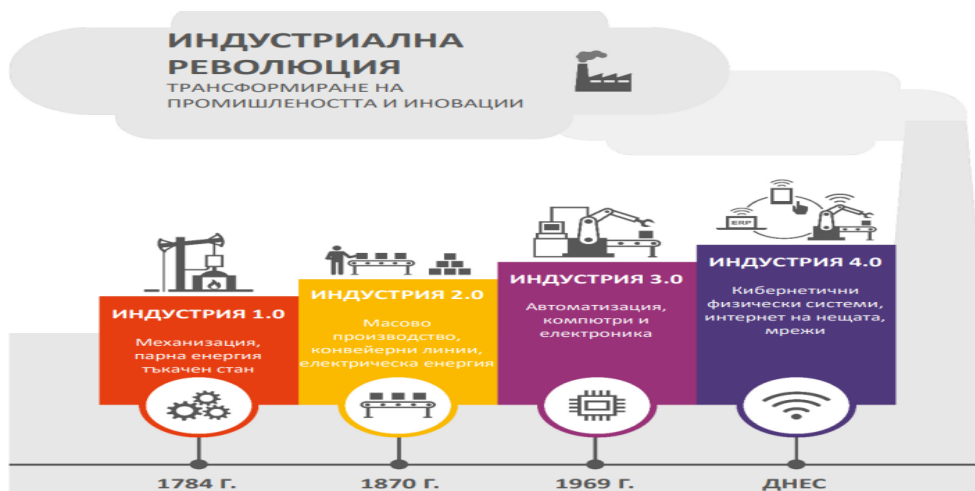 ИНДУСТРИАЛНА
РЕВОЛЮЦИЯ
ТРАНСФОРМИРАНЕ НА
ПРОМИШЛЕНОСТТА И ИНОВАЦИИ
ИНДУСТРИЯ 1.0
Механизация,
парна енергия
тъкачен стан
1784 Г.
ИНДУСТРИЯ 2.0
Масово
производство,
конвейерни линии,
електрическа енергия
1870 Г.
ИНДУСТРИЯ 3.0
Автоматизация,
компютри и
електроника
1969 Г.
ERP
ИНДУСТРИЯ 4.0
Кибернетични
физически системи,
интернет на нещата,
мрежи
ДНЕС